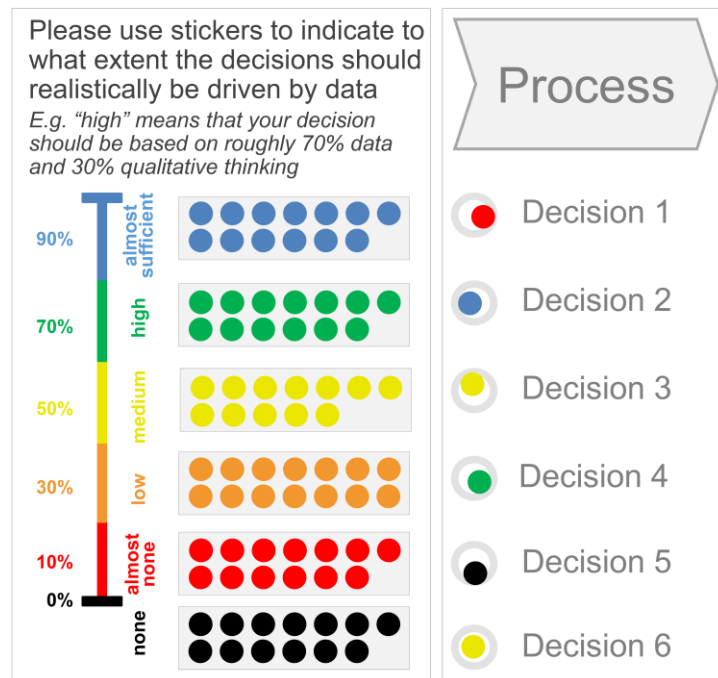 Please use stickers to indicate to
what extent the decisions should
realistically be driven by data
E.g. “high” means that your decision
should be based on roughly 70% data
and 30% qualitative thinking
90%
almost
sufficient
70%
high
50%
medium
30%
low
10%
almost
none
0%
none
Process
Decision 1
Decision 2
Decision 3
Decision 4
Decision 5
Decision 6